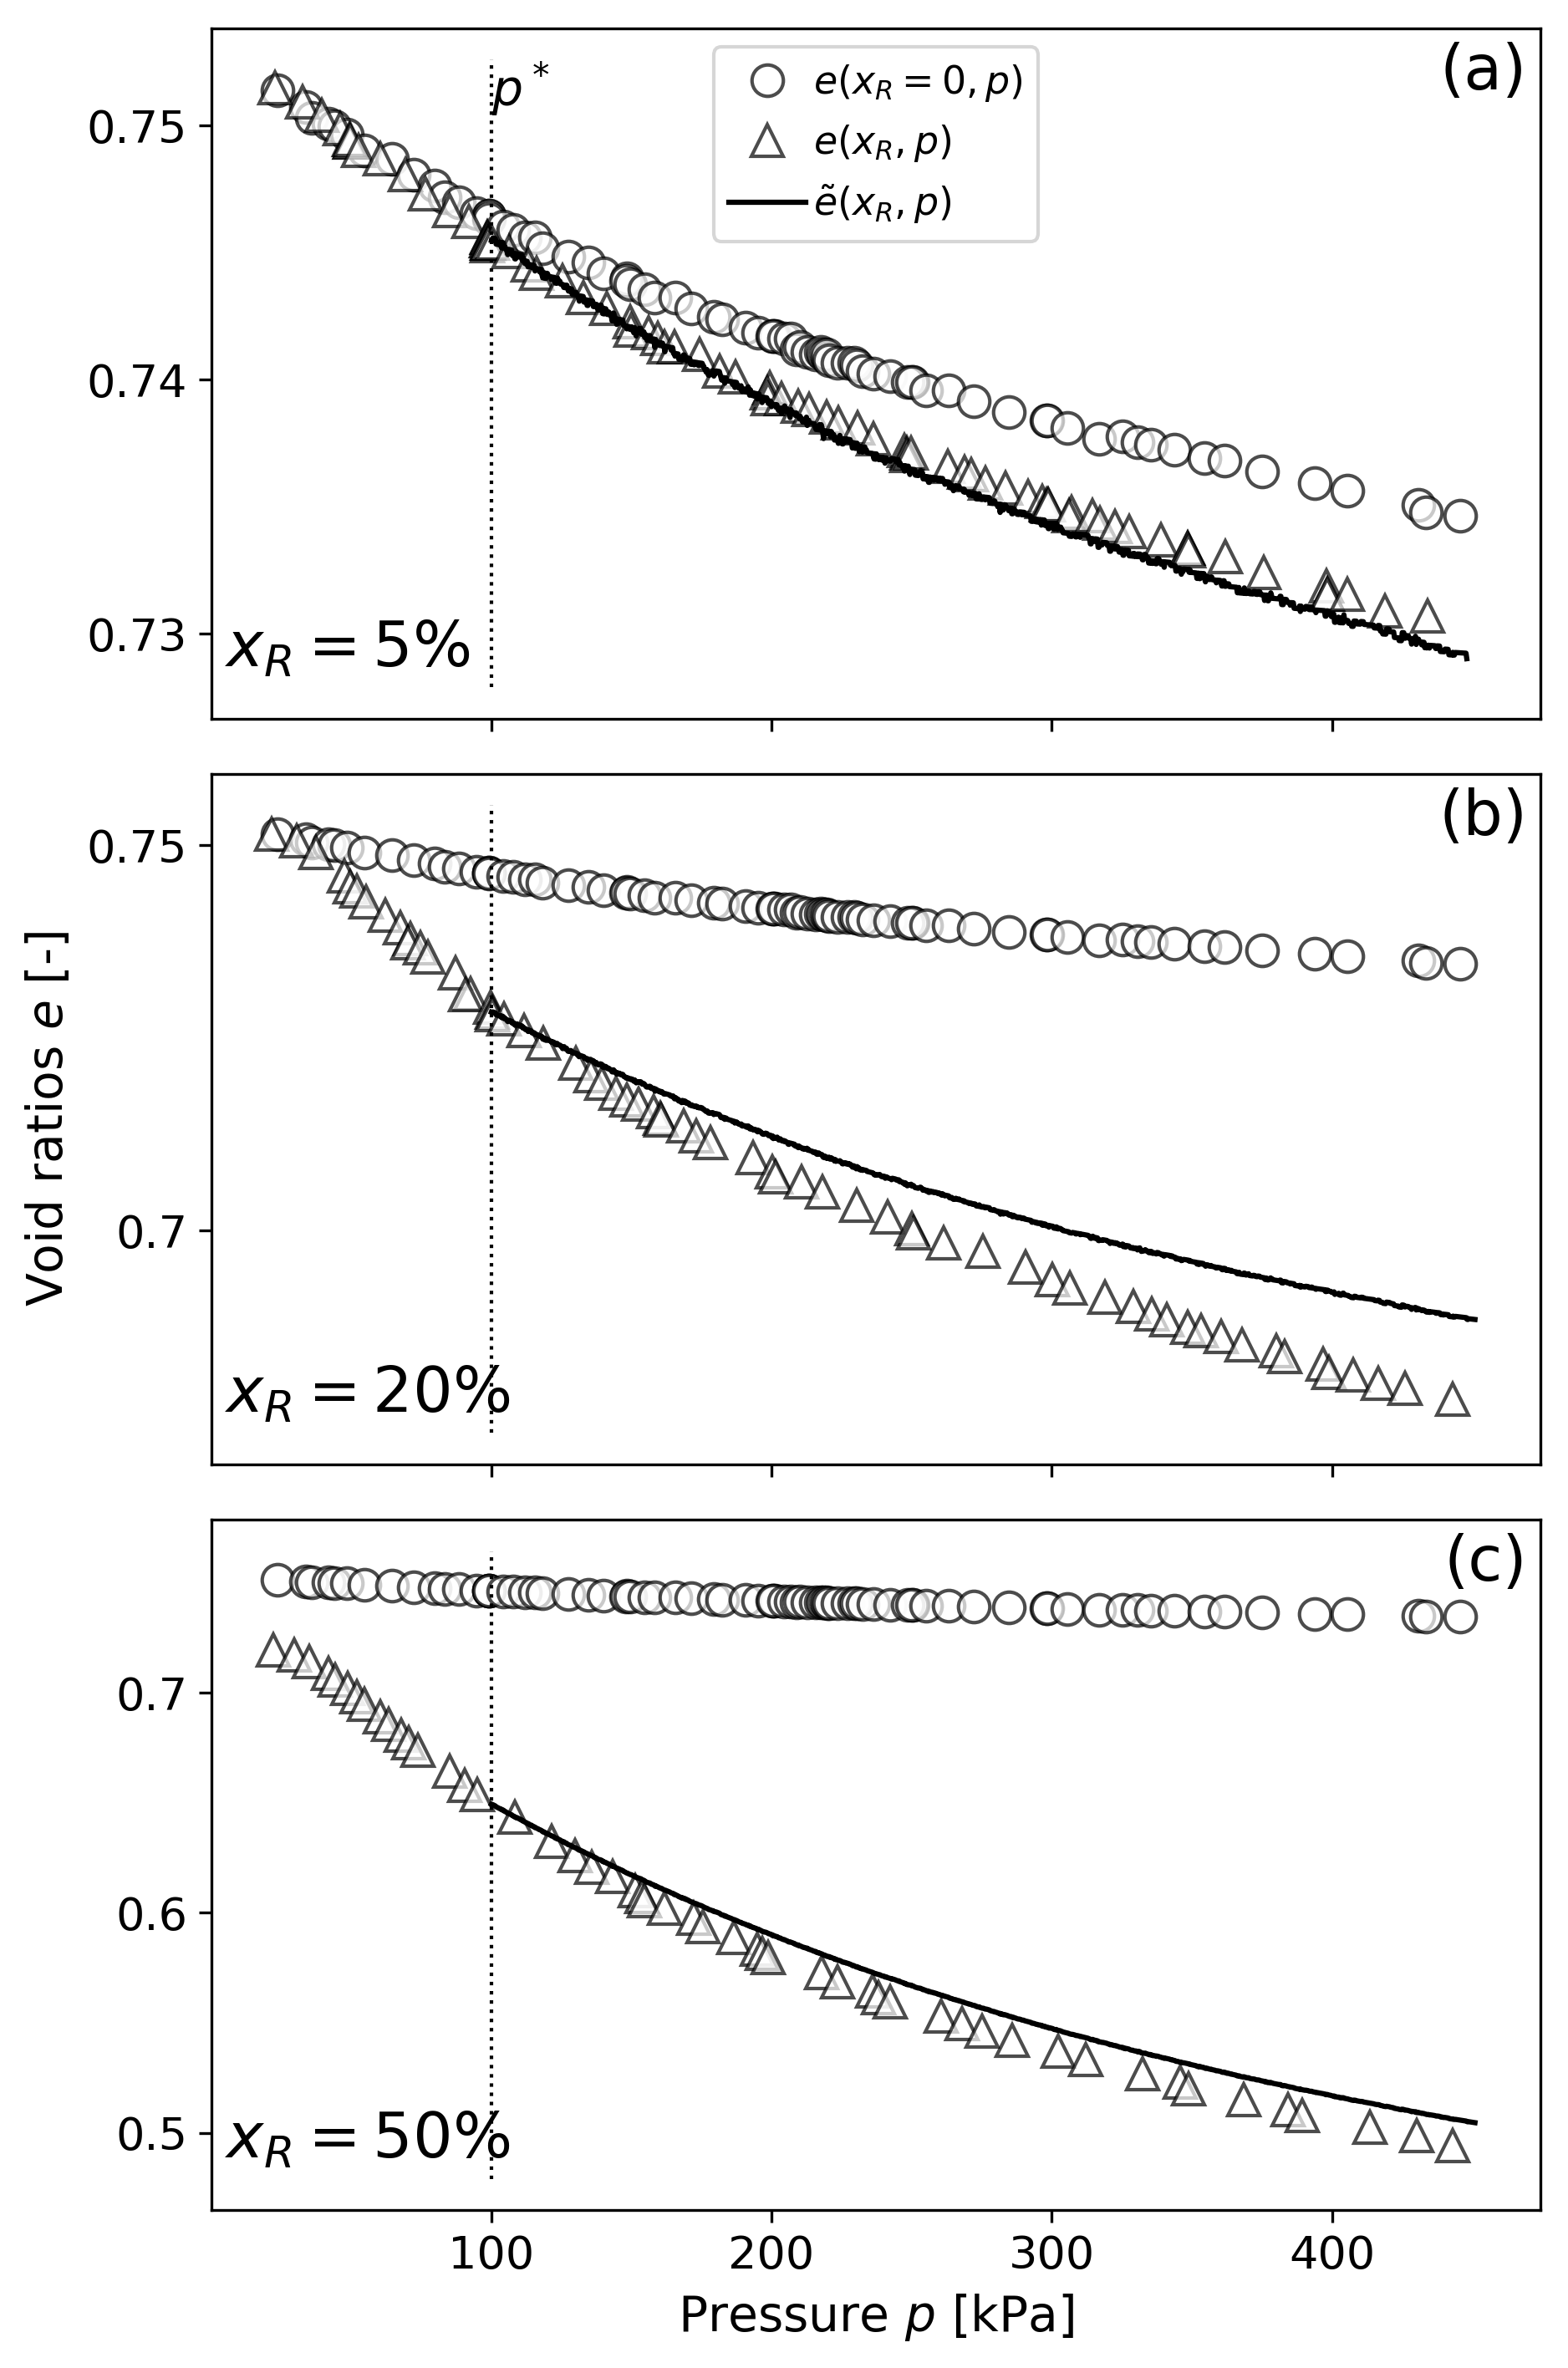 (a)
p*
e(x_R = 0, p)
e(x_R, p)
ẽ(x_R, p)
0.75
0.74
0.73
x_R = 5%
(b)
0.75
0.7
x_R = 20%
Void ratios e [-]
(c)
0.7
0.6
0.5
x_R = 50%
100 200 300 400
Pressure p [kPa]